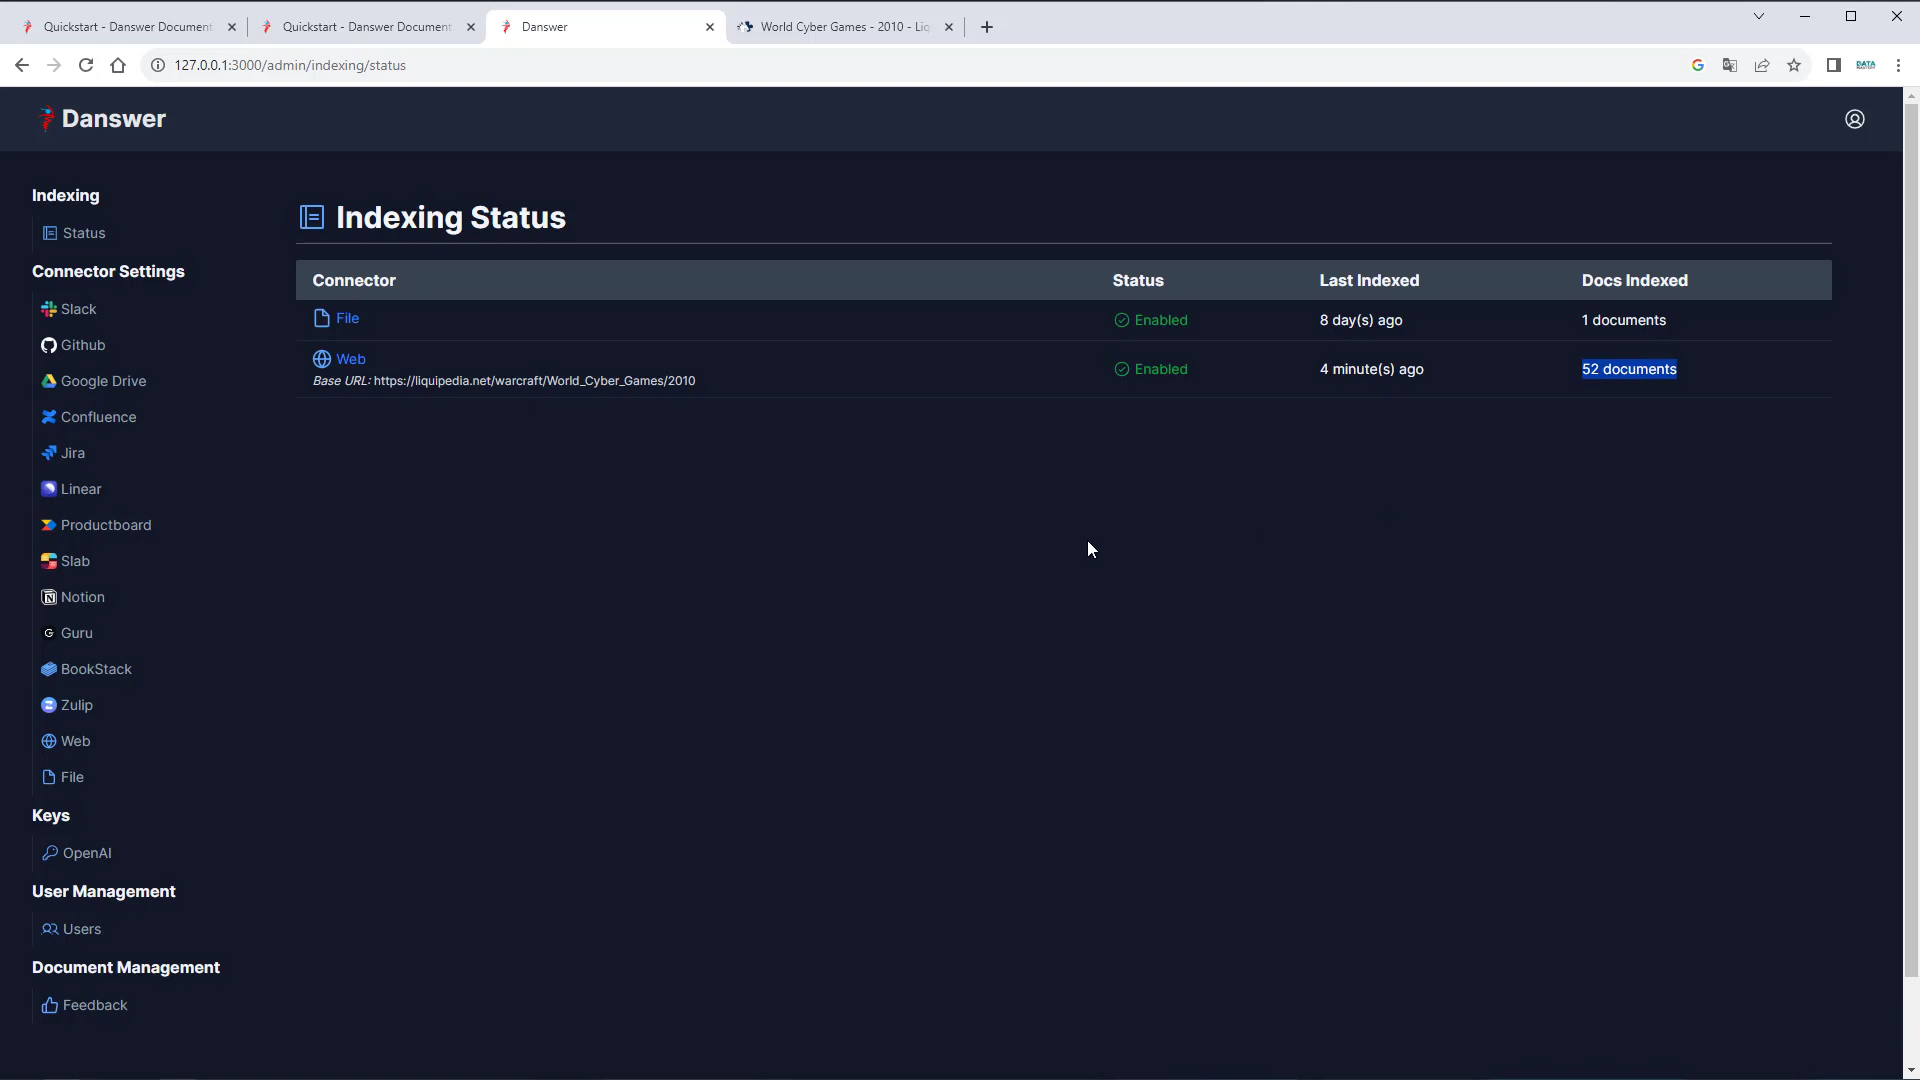 Quickstart - Danswer Document
Quickstart - Danswer Document
Danswer
World Cyber Games - 2010 - Liq
127.0.0.1:3000/admin/indexing/status
DATA
Danswer
Indexing
Status
Connector Settings
Slack
Github
Google Drive
Confluence
Jira
Linear
Productboard
Slab
Notion
Guru
BookStack
Zulip
Web
File
Keys
OpenAI
User Management
Users
Document Management
Feedback
Indexing Status
Connector Status Last Indexed Docs Indexed
File Enabled 8 day(s) ago 1 documents
Web
Base URL: https://liquipedia.net/warcraft/World_Cyber_Games/2010 Enabled 4 minute(s) ago 52 documents